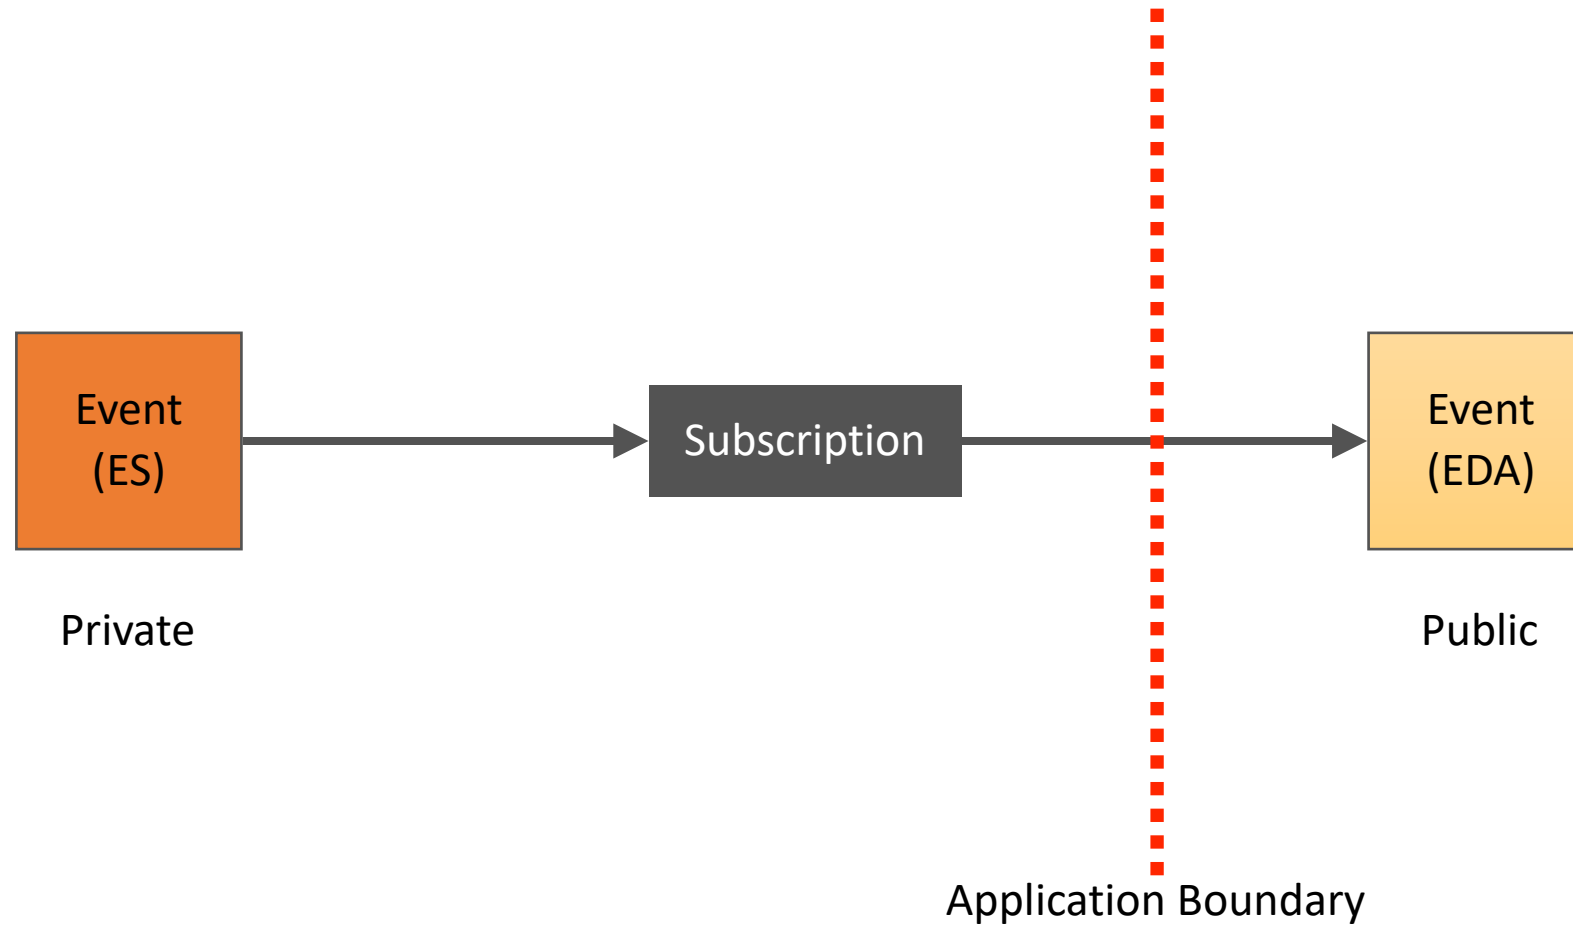 Event
(ES)
Subscription
Event
(EDA)
Private
Public
Application Boundary